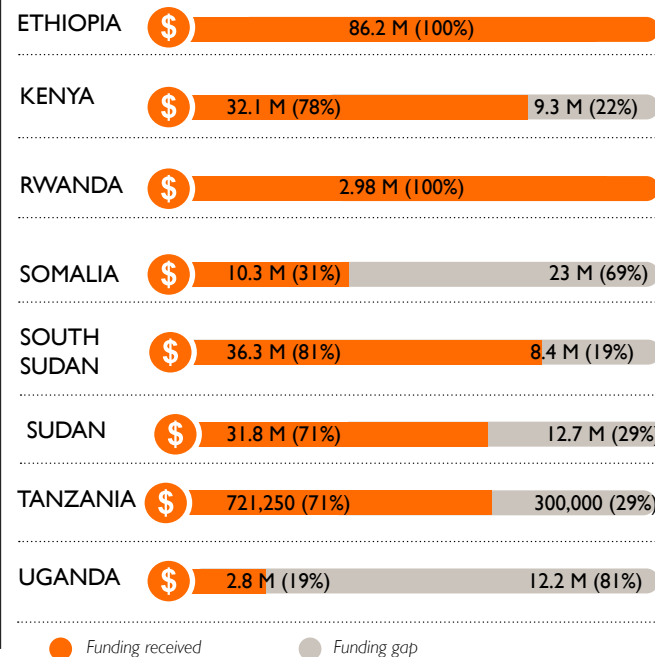 ETHIOPIA $ 86.2 M (100%)
KENYA $ 32.1 M (78%) 9.3 M (22%)
RWANDA $ 2.98 M (100%)
SOMALIA $ 10.3 M (31%) 23 M (69%)
SOUTH
SUDAN $ 36.3 M (81%) 8.4 M (19%)
SUDAN $ 31.8 M (71%) 12.7 M (29%)
TANZANIA $ 721,250 (71%) 300,000 (29%)
UGANDA $ 2.8 M (19%) 12.2 M (81%)
Funding received Funding gap